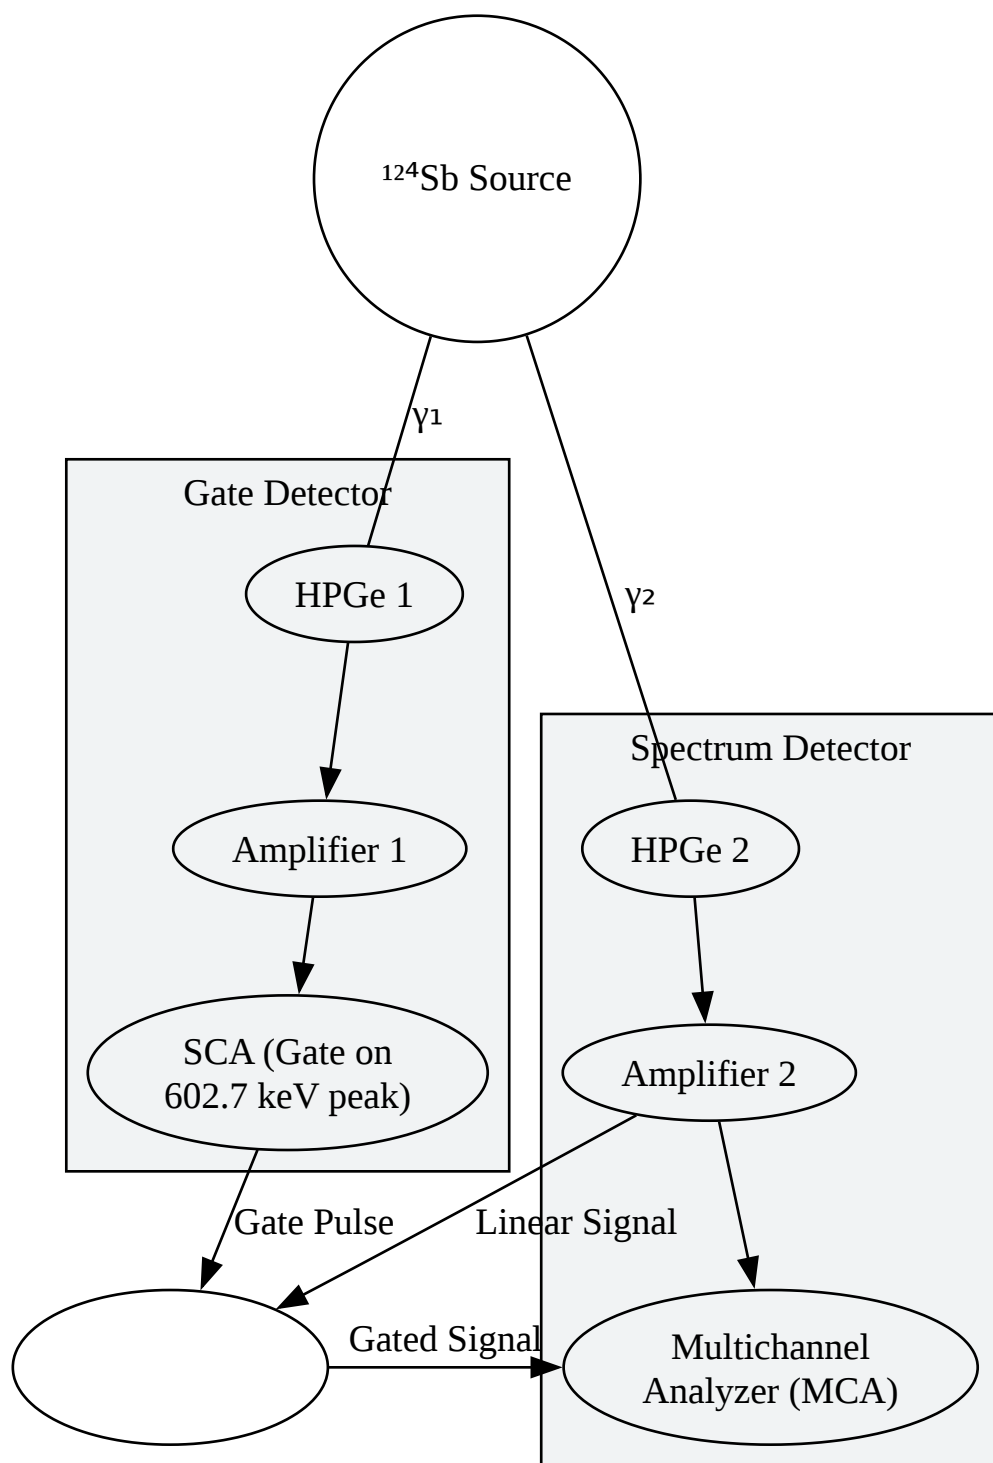 ¹²⁴Sb Source
γ₁
Gate Detector
HPGe 1
γ₂
Spectrum Detector
Amplifier 1
HPGe 2
SCA (Gate on
602.7 keV peak)
Amplifier 2
Gate Pulse
Linear Signal
Gated Signal
Multichannel
Analyzer (MCA)